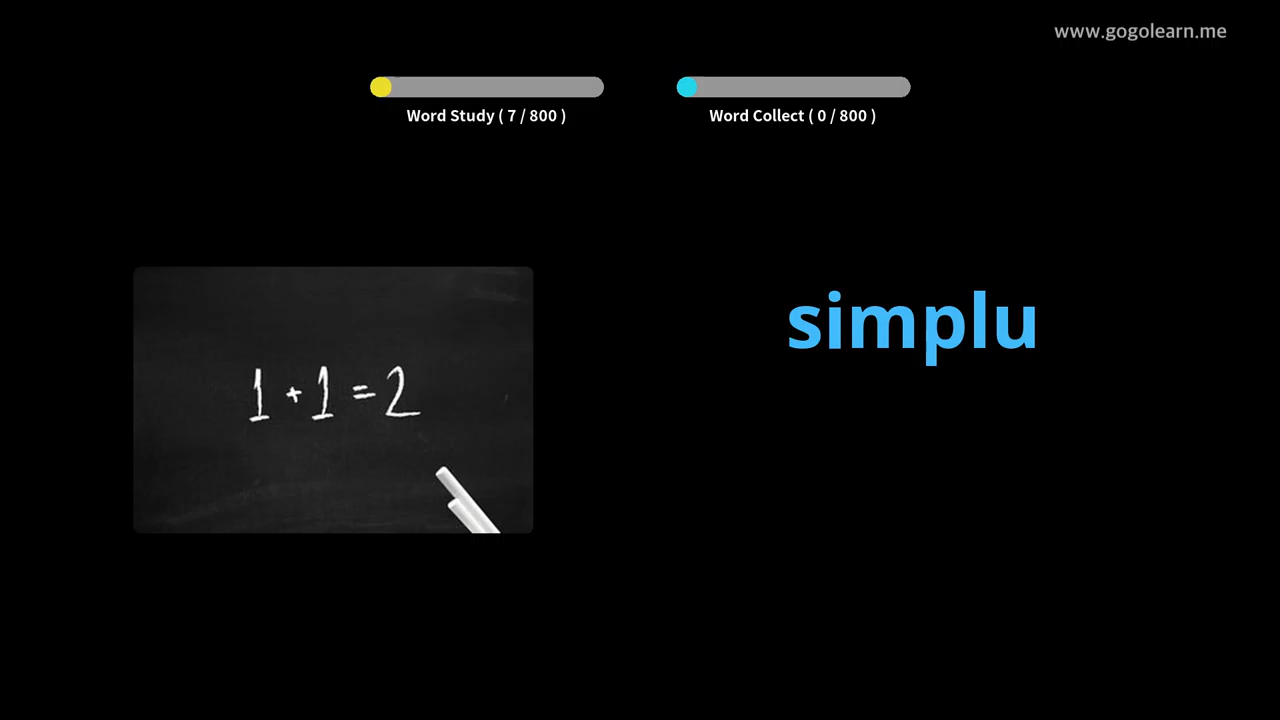 www.gogolearn.me
Word Study ( 7 / 800 )
Word Collect ( 0 / 800 )
simplu
1 + 1 = 2